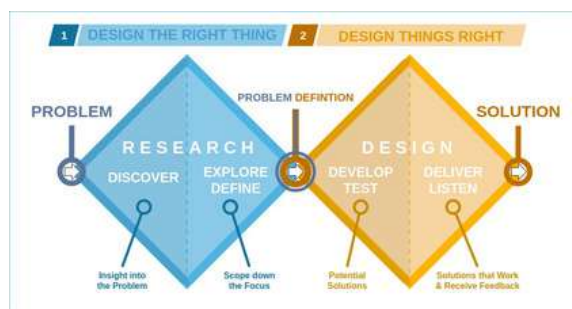 1 DESIGN THE RIGHT THING 2 DESIGN THINGS RIGHT
PROBLEM
PROBLEM DEFINTION
SOLUTION
RESEARCH
DESIGN
DISCOVER
EXPLORE
DEFINE
DEVELOP
TEST
DELIVER
LISTEN
Insight into
the Problem
Scope down
the Focus
Potential
Solutions
Solutions that Work
& Receive Feedback